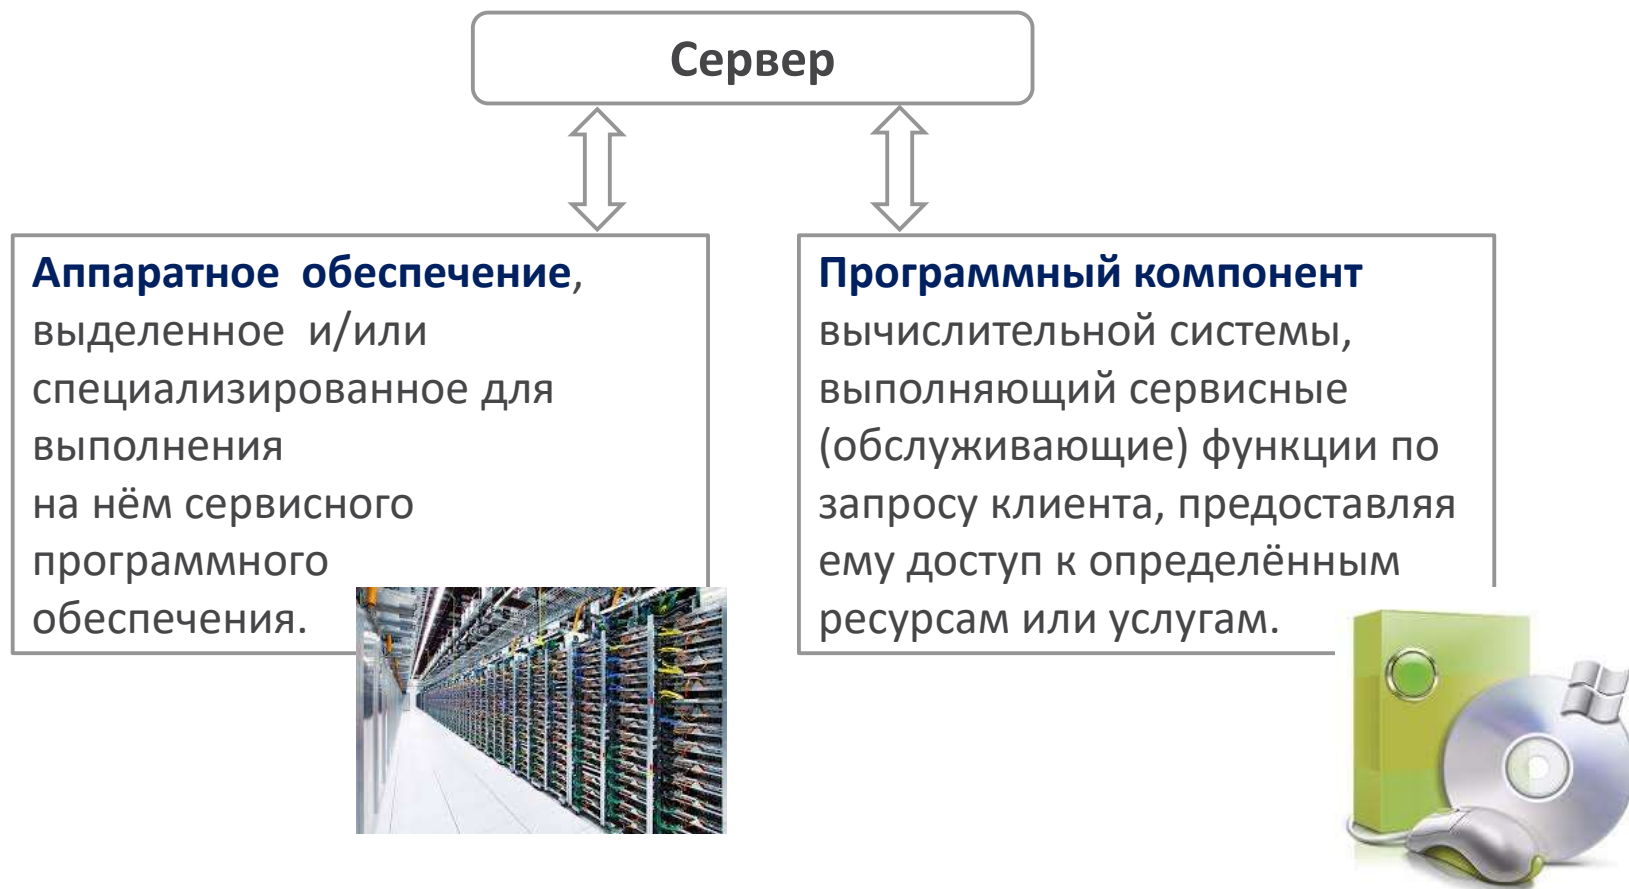 Сервер
Аппаратное  обеспечение,
выделенное  и/или
специализированное для
выполнения
на нём сервисного
программного
обеспечения.
Программный компонент
вычислительной системы,
выполняющий сервисные
(обслуживающие) функции по
запросу клиента, предоставляя
ему доступ к определённым
ресурсам или услугам.